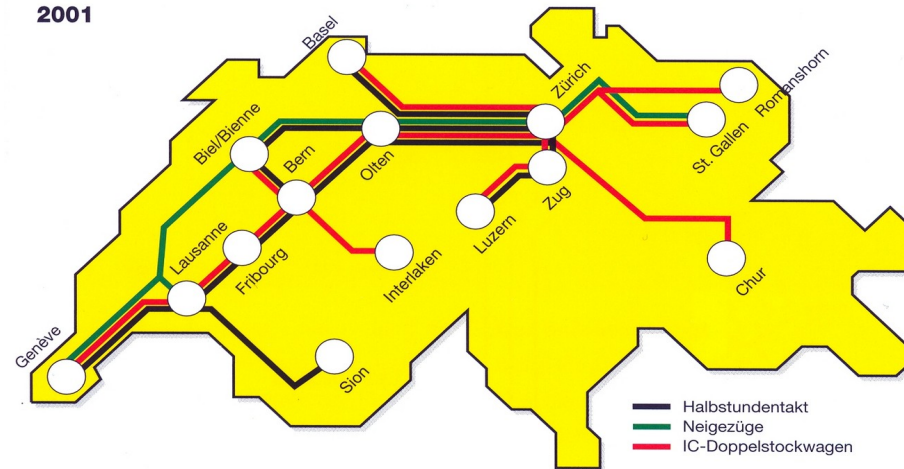 2001
Basel
Zürich
Romanshorn
Biel/Bienne
Bern
Olten
St. Gallen
Zug
Luzern
Lausanne
Fribourg
Interlaken
Chur
Genève
Sion
Halbstundentakt
Neigezüge
IC-Doppelstockwagen